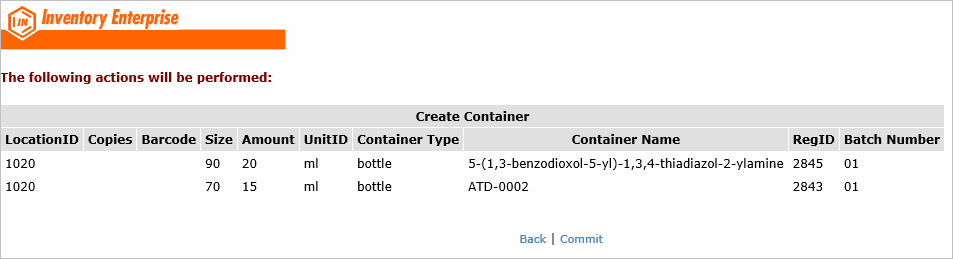 IN Inventory Enterprise
The following actions will be performed:
Create Container
LocationID Copies Barcode Size Amount UnitID Container Type Container Name RegID Batch Number
1020 90 20 ml bottle 5-(1,3-benzodioxol-5-yl)-1,3,4-thiadiazol-2-ylamine 2845 01
1020 70 15 ml bottle ATD-0002 2843 01
Back | Commit